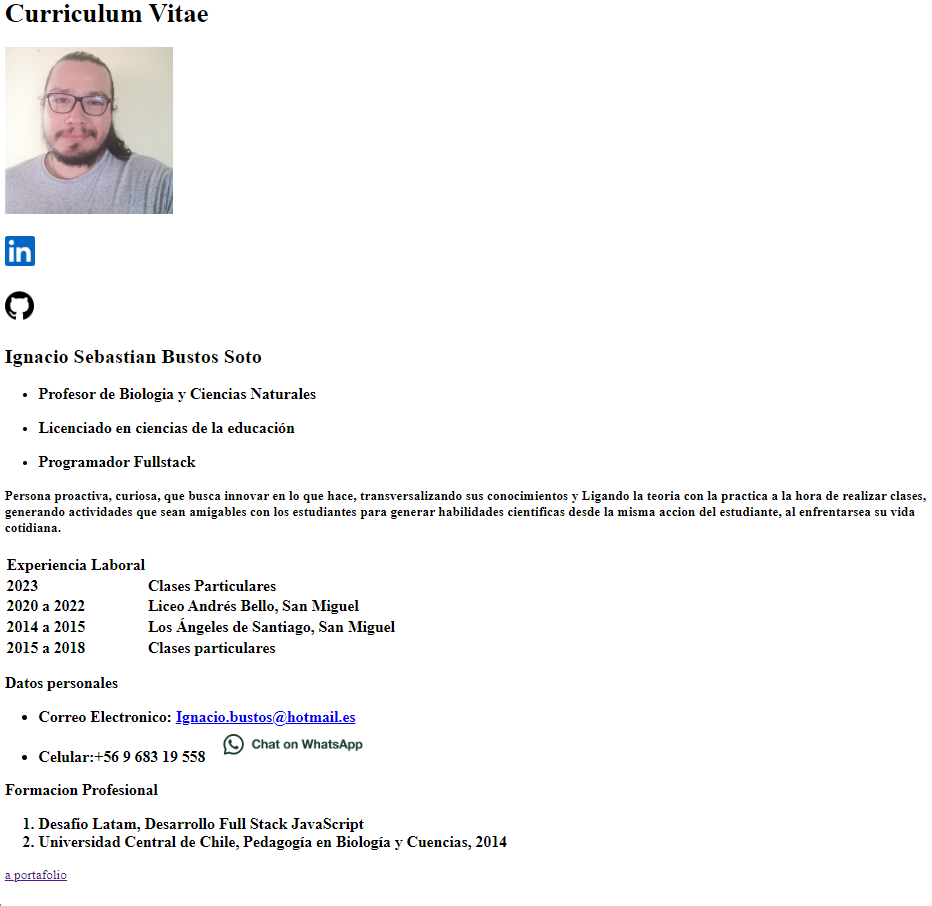 Curriculum Vitae
in
Ignacio Sebastian Bustos Soto
Profesor de Biologia y Ciencias Naturales
Licenciado en ciencias de la educación
Programador Fullstack
Persona proactiva, curiosa, que busca innovar en lo que hace, transversalizando sus conocimientos y Ligando la teoria con la practica a la hora de realizar clases,
generando actividades que sean amigables con los estudiantes para generar habilidades cientificas desde la misma accion del estudiante, al enfrentarsea su vida
cotidiana.
Experiencia Laboral
2023 Clases Particulares
2020 a 2022 Liceo Andrés Bello, San Miguel
2014 a 2015 Los Ángeles de Santiago, San Miguel
2015 a 2018 Clases particulares
Datos personales
Correo Electronico: Ignacio.bustos@hotmail.es
Celular:+56 9 683 19 558 Chat on WhatsApp
Formacion Profesional
1. Desafio Latam, Desarrollo Full Stack JavaScript
2. Universidad Central de Chile, Pedagogía en Biología y Cuencias, 2014
a portafolio